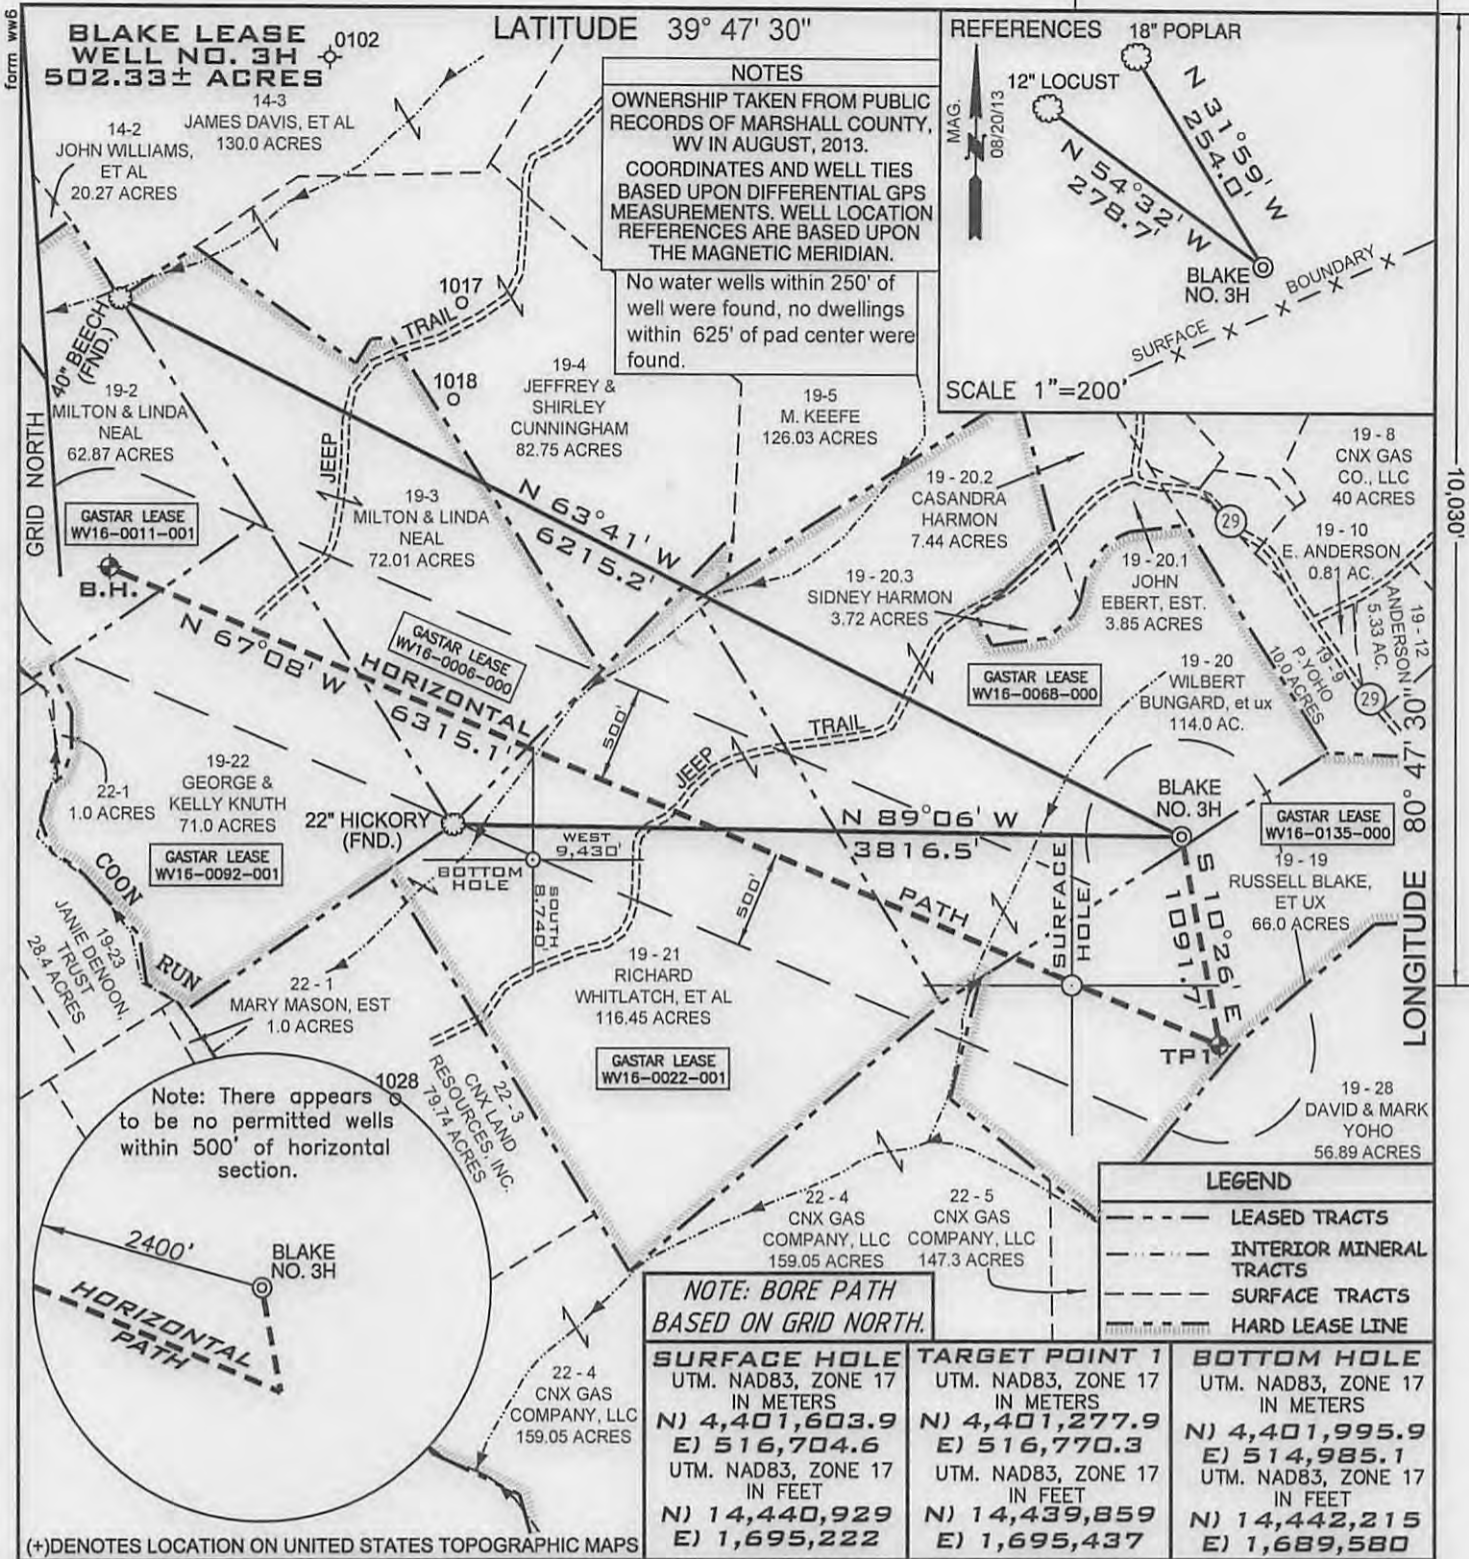 form ww6
BLAKE LEASE
WELL NO. 3H
502.33± ACRES
0102
LATITUDE 39° 47' 30"
NOTES
OWNERSHIP TAKEN FROM PUBLIC
RECORDS OF MARSHALL COUNTY,
WV IN AUGUST, 2013.
COORDINATES AND WELL TIES
BASED UPON DIFFERENTIAL GPS
MEASUREMENTS. WELL LOCATION
REFERENCES ARE BASED UPON
THE MAGNETIC MERIDIAN.
No water wells within 250' of
well were found, no dwellings
within 625' of pad center were
found.
REFERENCES
18" POPLAR
12" LOCUST
MAG.
N
08/20/13
N 31°59' W
254.0'
N 54°32' W
278.7'
BLAKE
NO. 3H
SURFACE
BOUNDARY
SCALE 1"=200'
14-3
JAMES DAVIS, ET AL
130.0 ACRES
14-2
JOHN WILLIAMS,
ET AL
20.27 ACRES
1017
TRAIL
1018
JEEP
40" BEECH
(FND.)
19-2
MILTON & LINDA
NEAL
62.87 ACRES
GRID NORTH
19-4
JEFFREY &
SHIRLEY
CUNNINGHAM
82.75 ACRES
19-5
M. KEEFE
126.03 ACRES
19 - 8
CNX GAS
CO., LLC
40 ACRES
10,030'
GASTAR LEASE
WV16-0011-001
B.H.
19-3
MILTON & LINDA
NEAL
72.01 ACRES
N 63°41' W
6215.2'
19 - 20.2
CASANDRA
HARMON
7.44 ACRES
29
19 - 10
E. ANDERSON
0.81 AC.
19 - 20.3
SIDNEY HARMON
3.72 ACRES
19 - 20.1
JOHN
EBERT, EST.
3.85 ACRES
19 - 12
ANDERSON
5.33 AC.
19 - 9
P.YOHO
10.0 ACRES
29
N 67°08' W
HORIZONTAL
6315.1'
GASTAR LEASE
WV16-0006-000
500'
GASTAR LEASE
WV16-0068-000
19 - 20
WILBERT
BUNGARD, et ux
114.0 AC.
JEEP
TRAIL
22-1
1.0 ACRES
19-22
GEORGE &
KELLY KNUTH
71.0 ACRES
GASTAR LEASE
WV16-0092-001
22" HICKORY
(FND.)
N 89°06' W
3816.5'
BLAKE
NO. 3H
GASTAR LEASE
WV16-0135-000
LONGITUDE 80° 47' 30"
WEST
9,430'
BOTTOM
HOLE
SOUTH
8,740'
500'
PATH
SURFACE
HOLE
S 10°26' E
1091.7'
19 - 19
RUSSELL BLAKE,
ET UX
66.0 ACRES
COON
RUN
19-23
JANIE DENOON,
TRUST
28.4 ACRES
22 - 1
MARY MASON, EST
1.0 ACRES
19 - 21
RICHARD
WHITLATCH, ET AL
116.45 ACRES
GASTAR LEASE
WV16-0022-001
TP1
1028
Note: There appears
to be no permitted wells
within 500' of horizontal
section.
22 - 3
CNX LAND
RESOURCES, INC.
79.74 ACRES
19 - 28
DAVID & MARK
YOHO
56.89 ACRES
2400'
BLAKE
NO. 3H
HORIZONTAL
PATH
22 - 4
CNX GAS
COMPANY, LLC
159.05 ACRES
22 - 5
CNX GAS
COMPANY, LLC
147.3 ACRES
LEGEND
LEASED TRACTS
INTERIOR MINERAL
TRACTS
SURFACE TRACTS
HARD LEASE LINE
NOTE: BORE PATH
BASED ON GRID NORTH.
22 - 4
CNX GAS
COMPANY, LLC
159.05 ACRES
SURFACE HOLE
UTM. NAD83, ZONE 17
IN METERS
N) 4,401,603.9
E) 516,704.6
UTM. NAD83, ZONE 17
IN FEET
N) 14,440,929
E) 1,695,222
TARGET POINT 1
UTM. NAD83, ZONE 17
IN METERS
N) 4,401,277.9
E) 516,770.3
UTM. NAD83, ZONE 17
IN FEET
N) 14,439,859
E) 1,695,437
BOTTOM HOLE
UTM. NAD83, ZONE 17
IN METERS
N) 4,401,995.9
E) 514,985.1
UTM. NAD83, ZONE 17
IN FEET
N) 14,442,215
E) 1,689,580
(+)DENOTES LOCATION ON UNITED STATES TOPOGRAPHIC MAPS